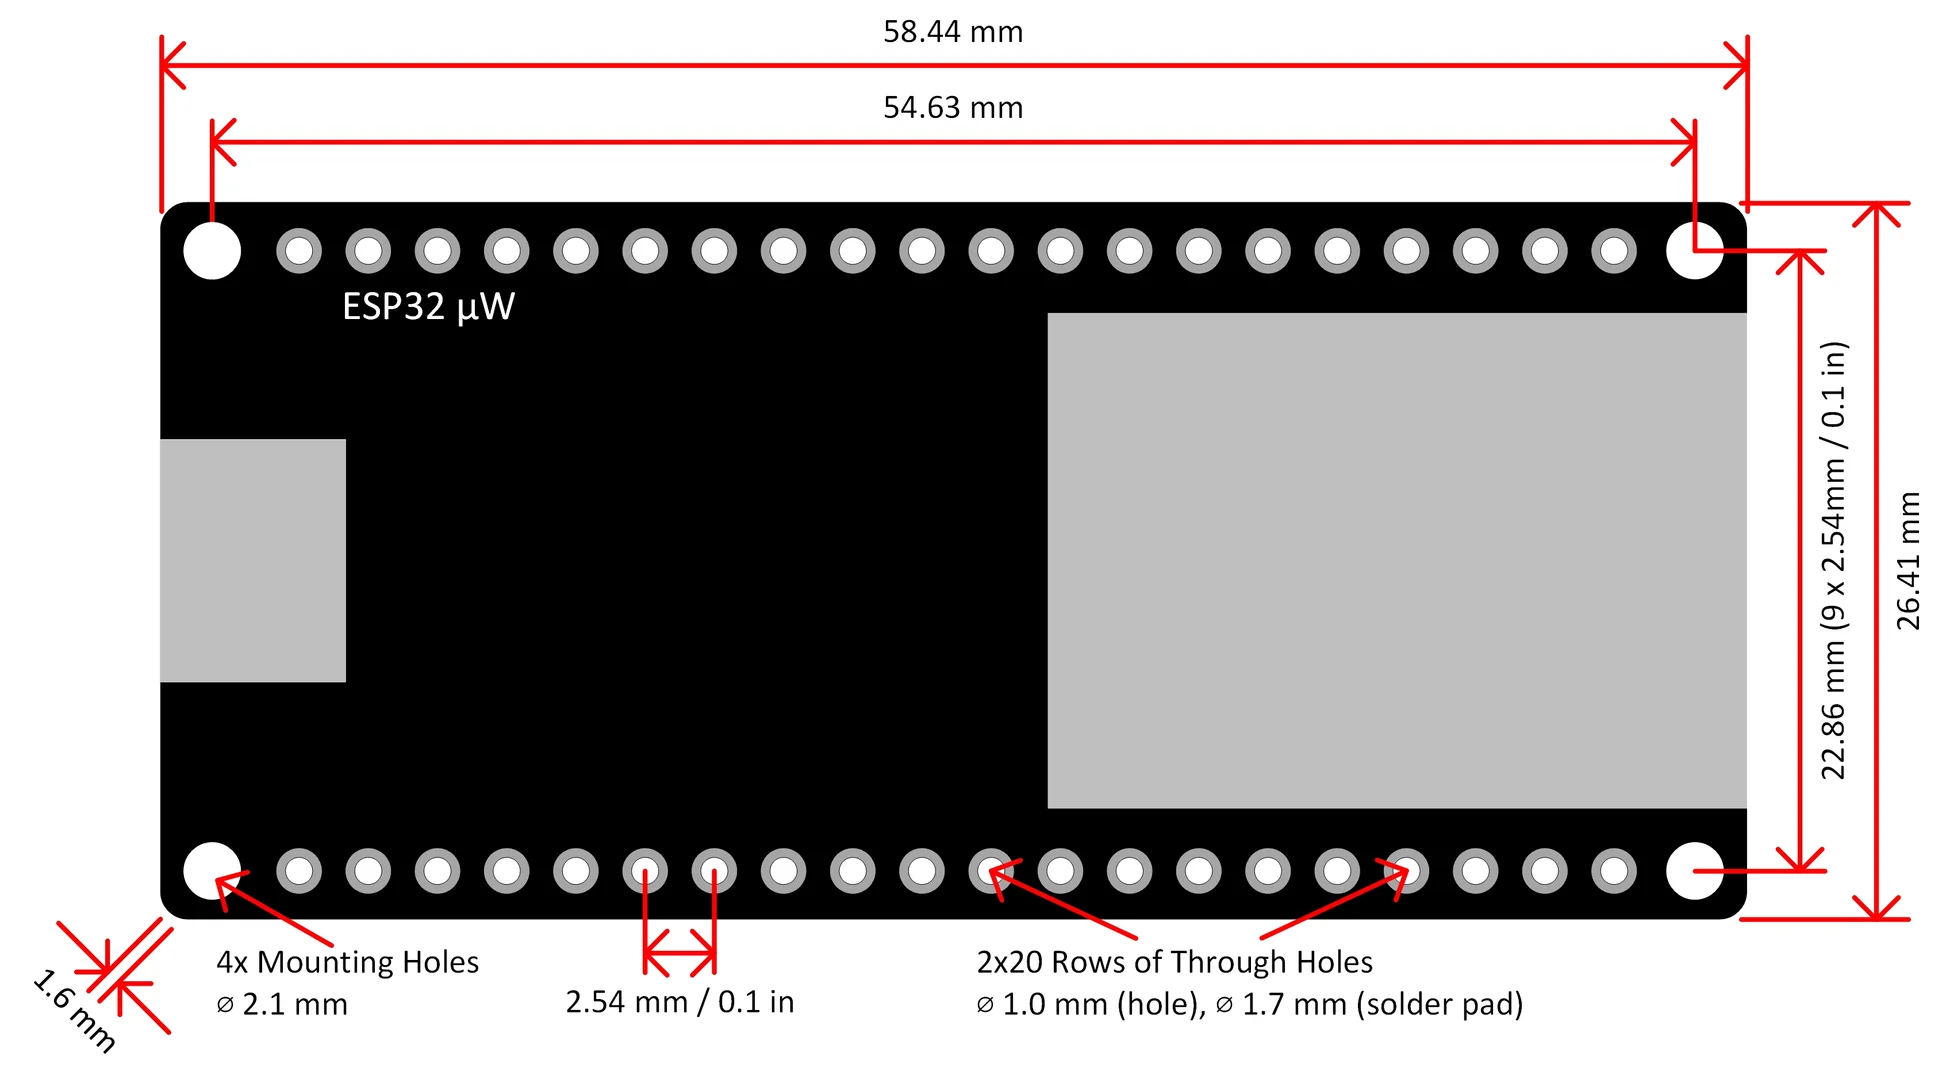 58.44 mm
54.63 mm
ESP32 µW
22.86 mm (9 x 2.54mm / 0.1 in)
26.41 mm
1.6 mm
4x Mounting Holes
⌀ 2.1 mm
2.54 mm / 0.1 in
2x20 Rows of Through Holes
⌀ 1.0 mm (hole), ⌀ 1.7 mm (solder pad)